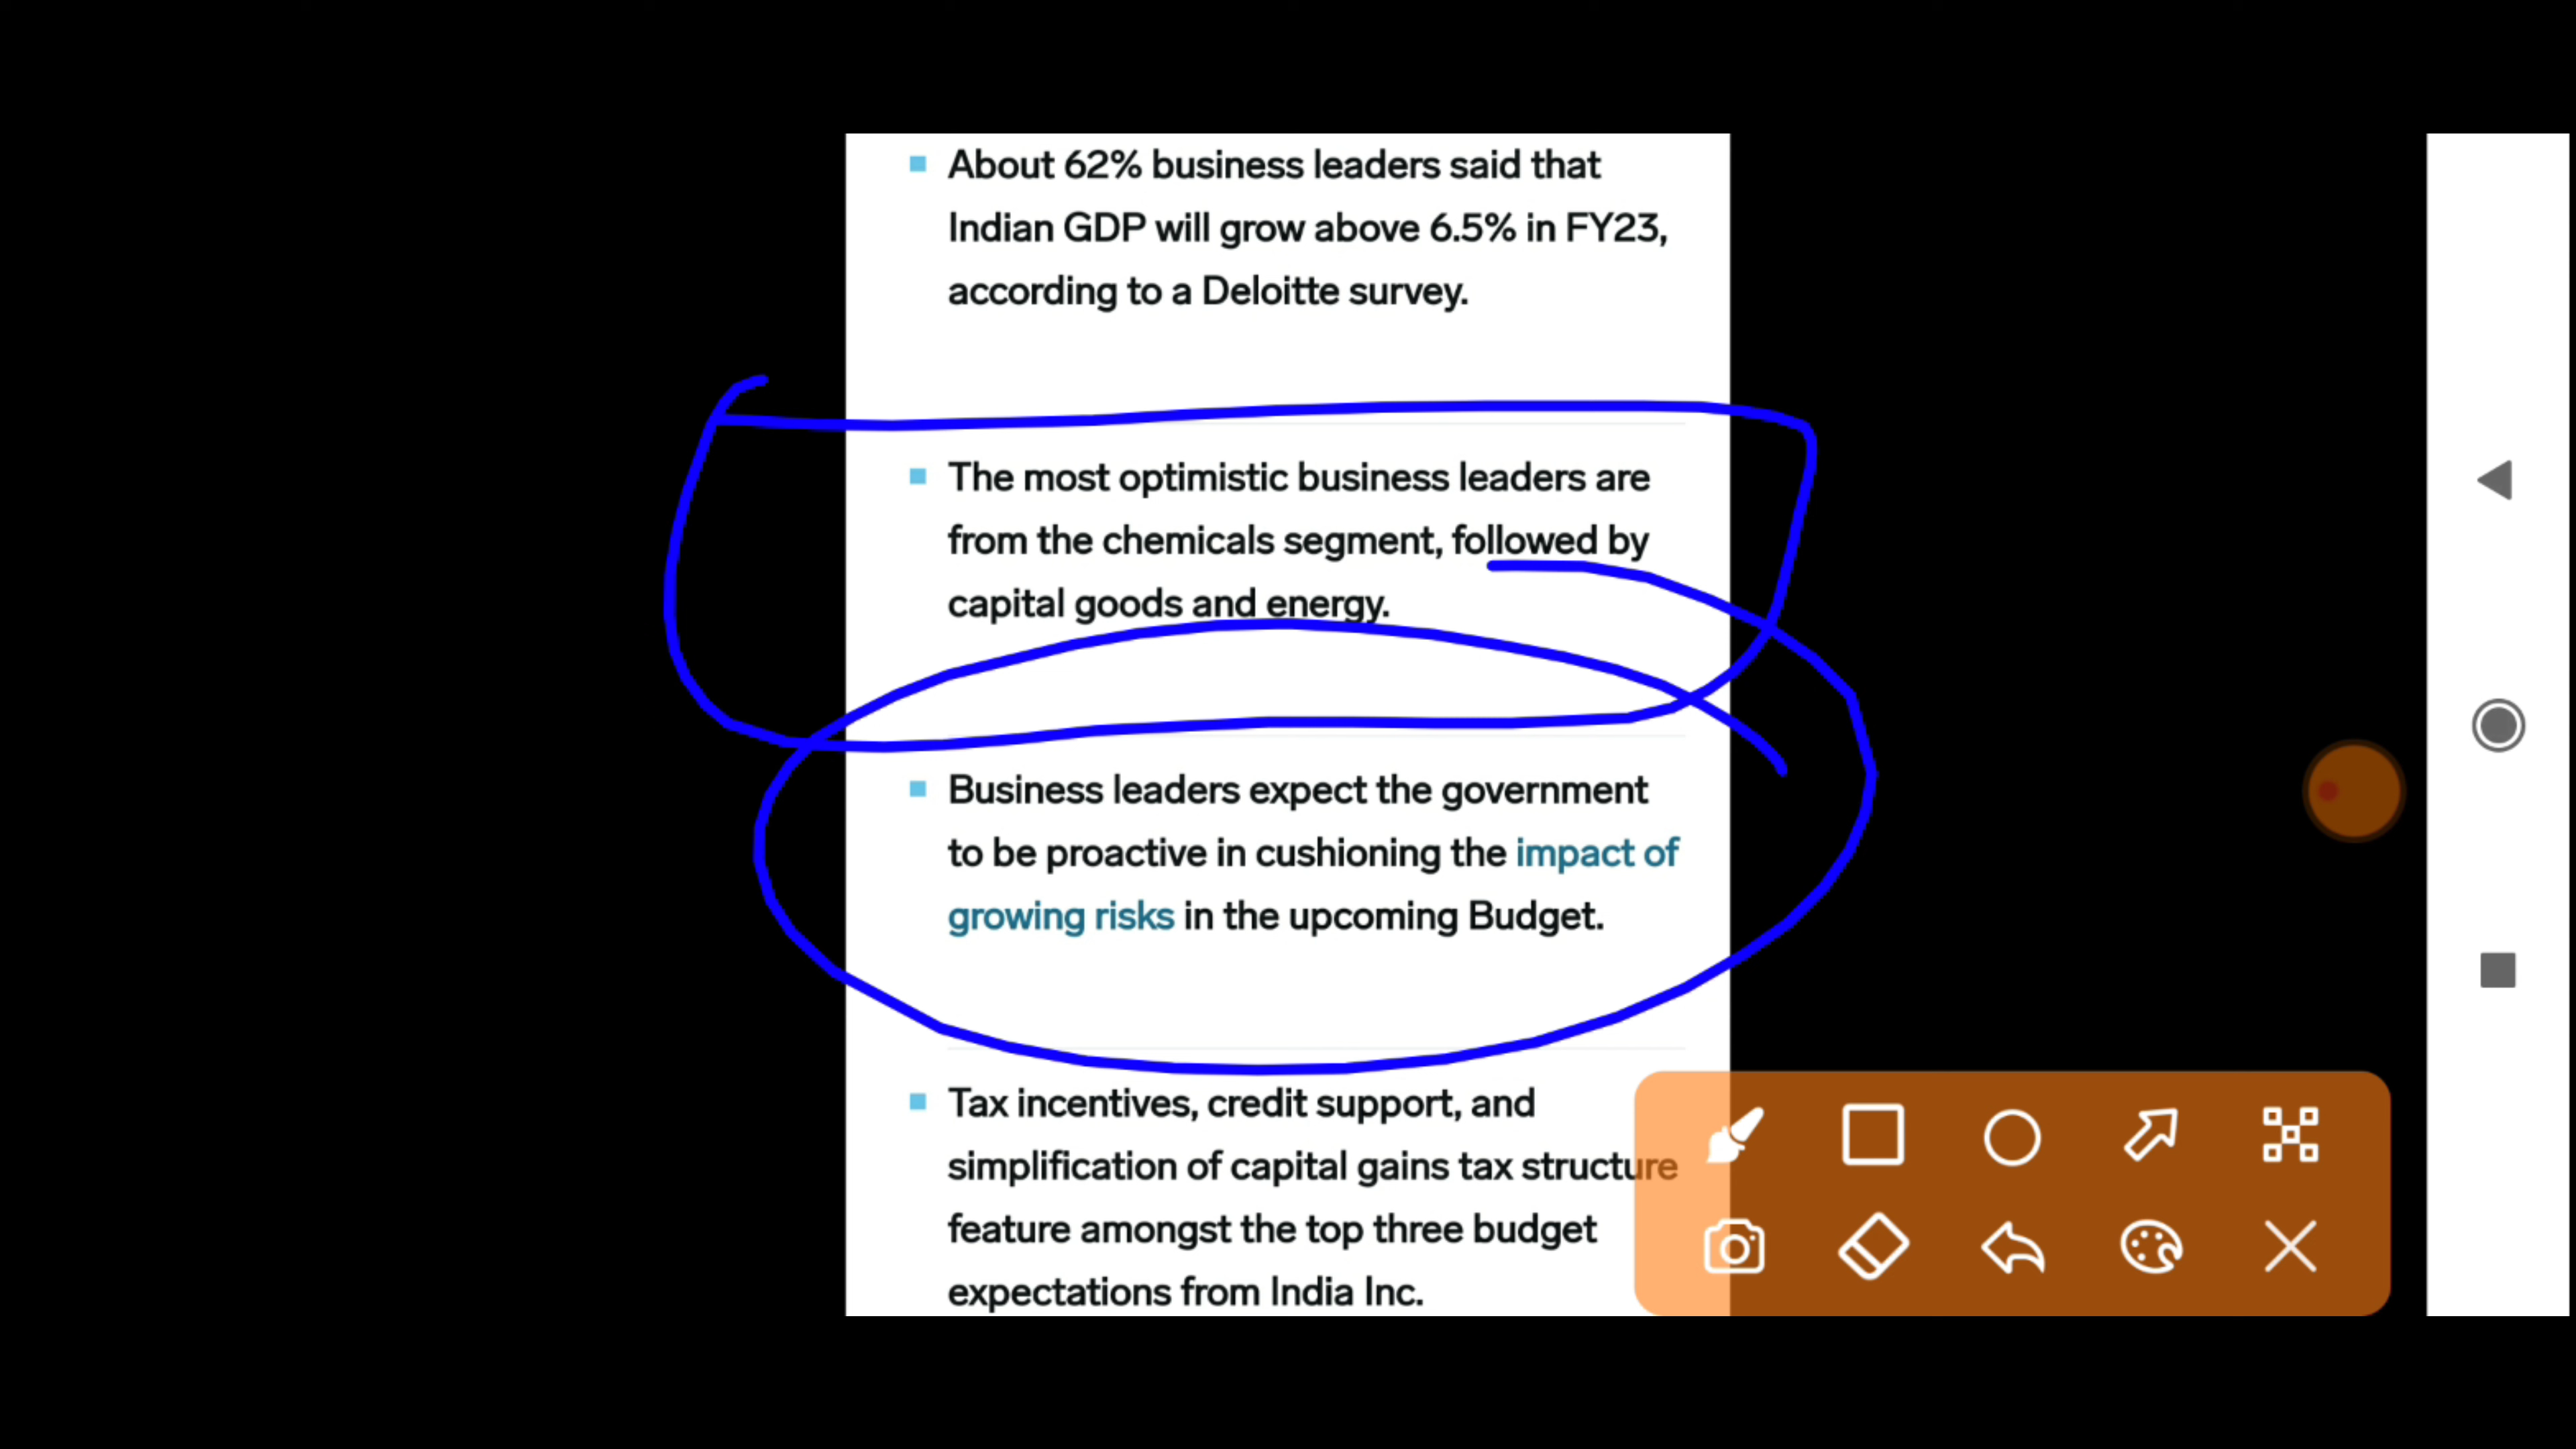 About 62% business leaders said that
Indian GDP will grow above 6.5% in FY23,
according to a Deloitte survey.
The most optimistic business leaders are
from the chemicals segment, followed by
capital goods and energy.
Business leaders expect the government
to be proactive in cushioning the impact of
growing risks in the upcoming Budget.
Tax incentives, credit support, and
simplification of capital gains tax structure
feature amongst the top three budget
expectations from India Inc.